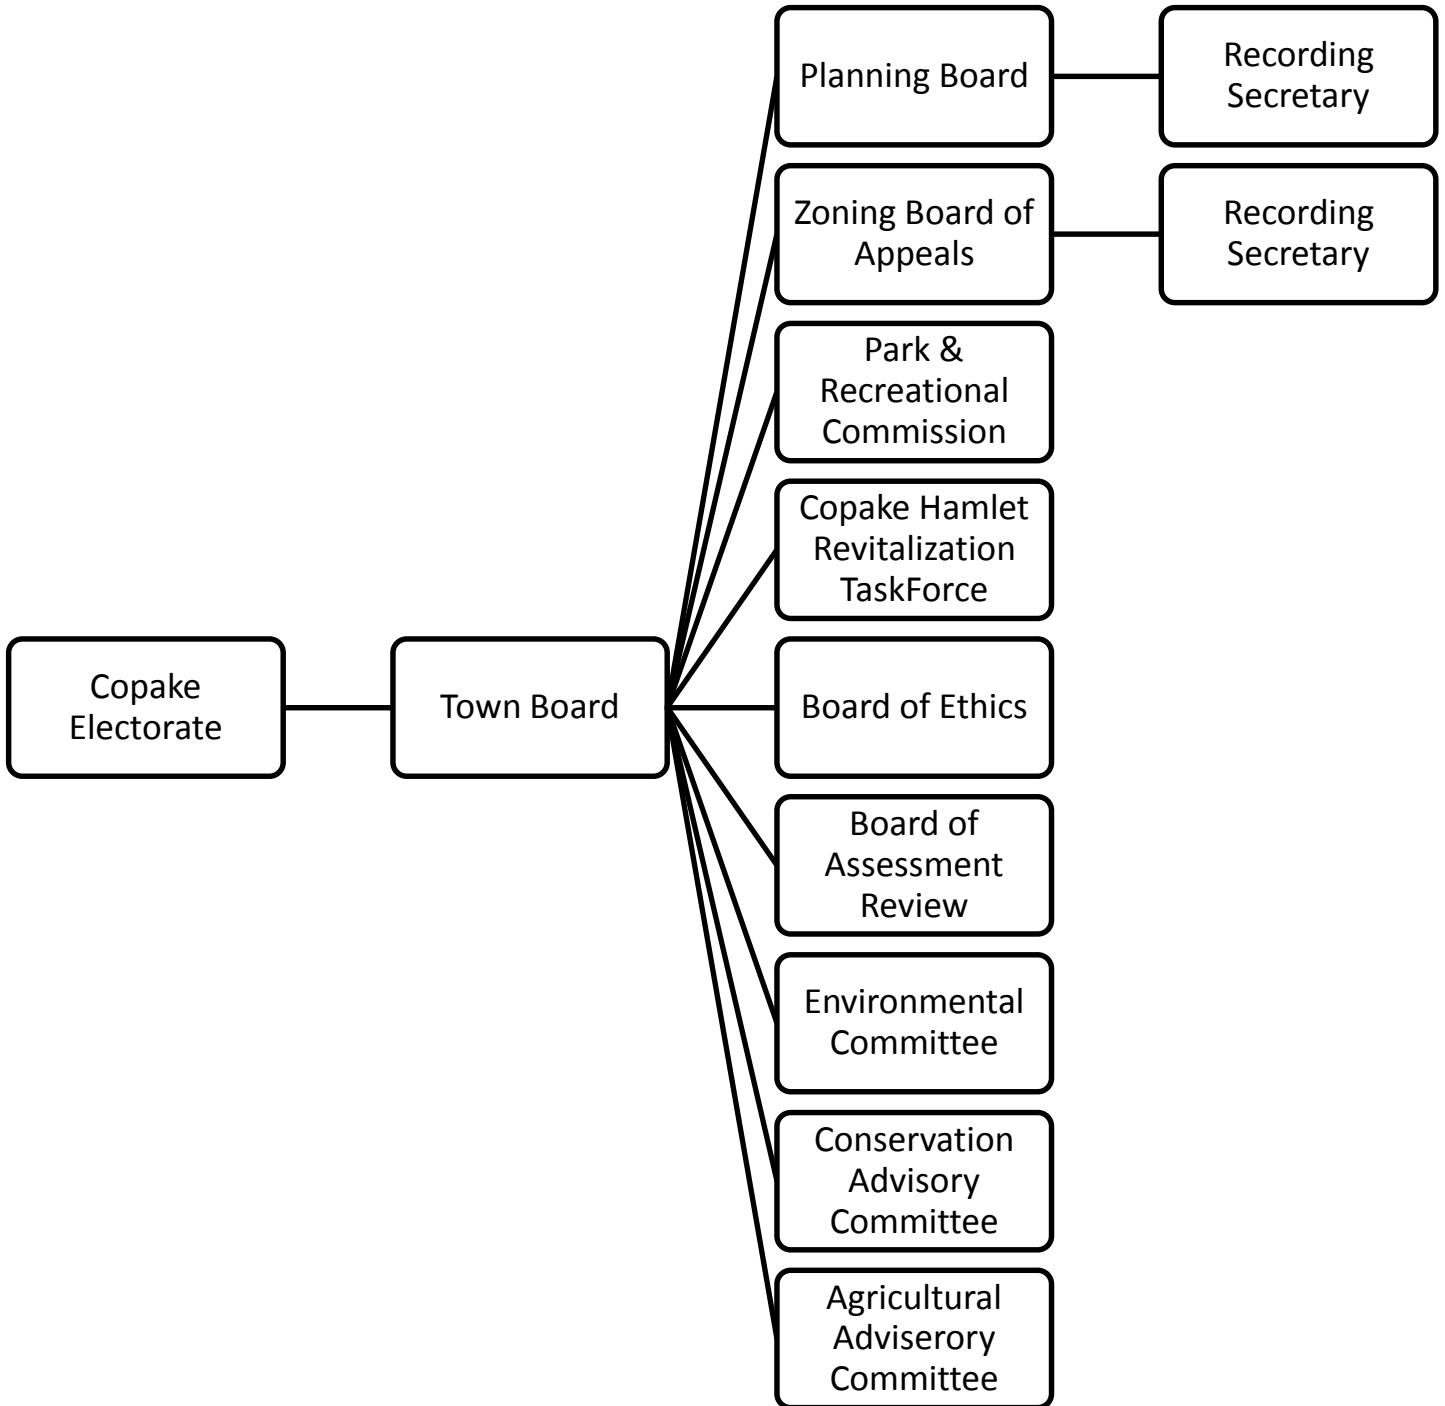 Copake
Electorate
Town Board
Planning Board
Recording
Secretary
Zoning Board of
Appeals
Recording
Secretary
Park &
Recreational
Commission
Copake Hamlet
Revitalization
TaskForce
Board of Ethics
Board of
Assessment
Review
Environmental
Committee
Conservation
Advisory
Committee
Agricultural
Adviserory
Committee